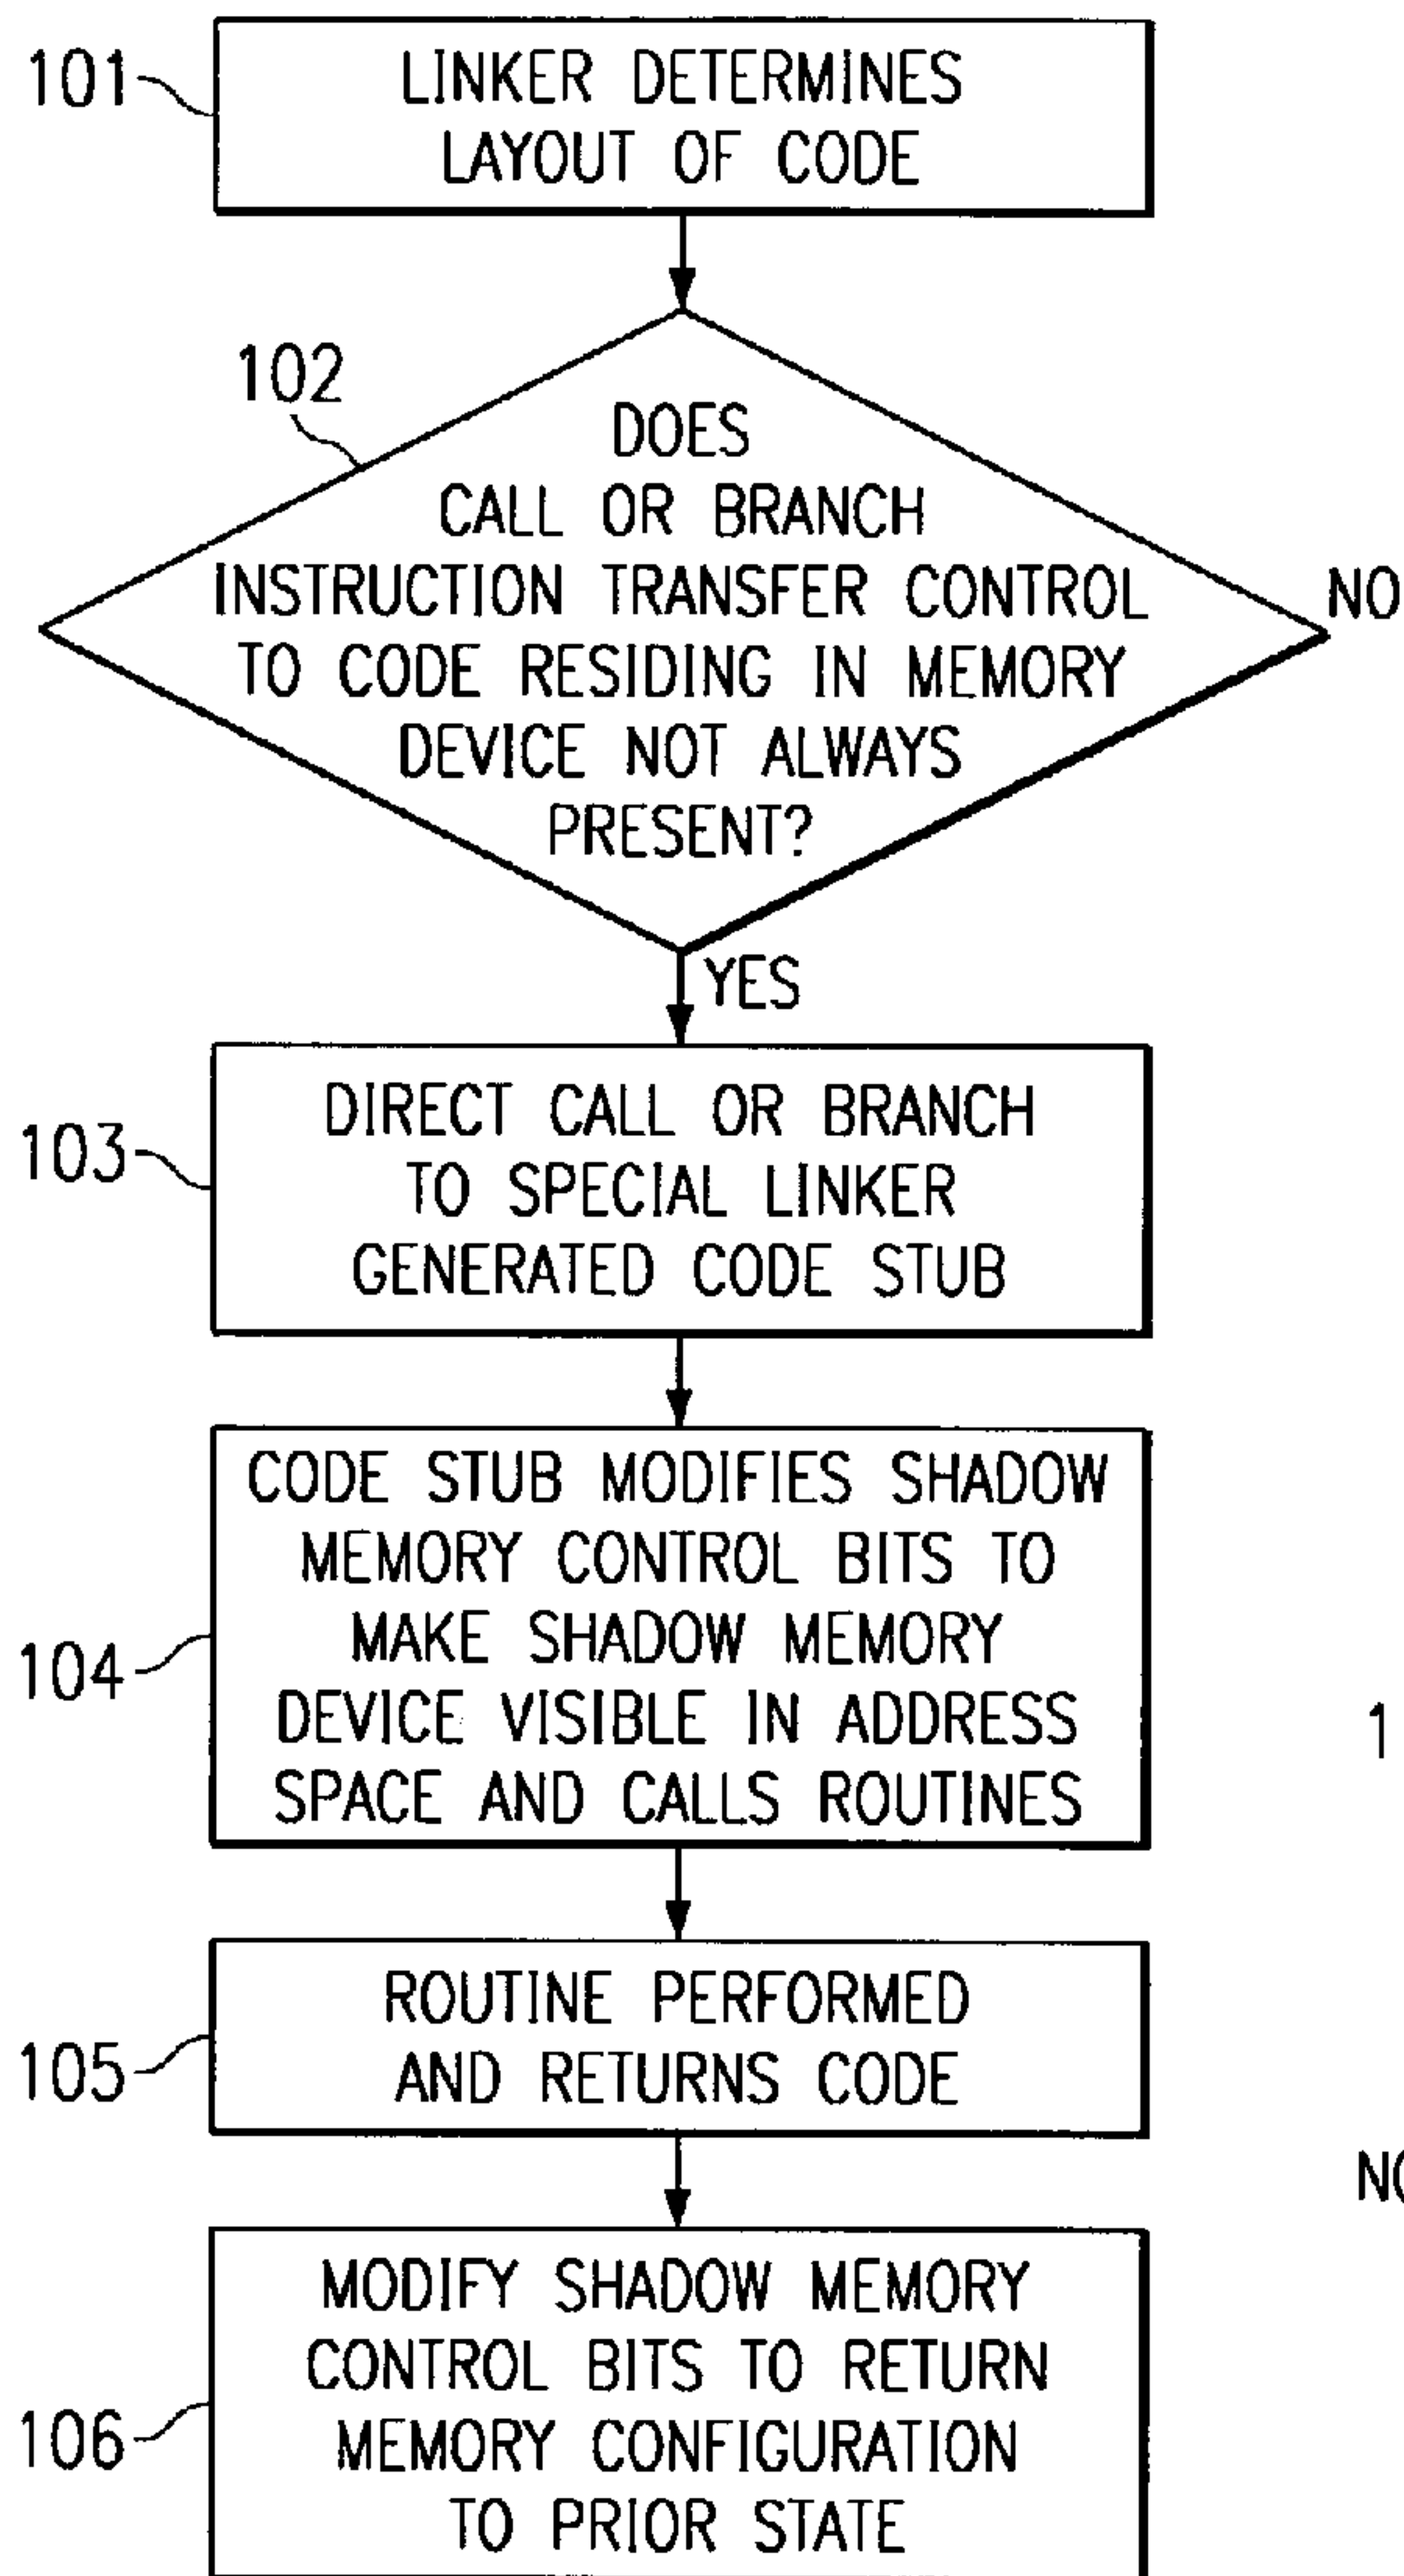 101
LINKER DETERMINES
LAYOUT OF CODE
102
DOES
CALL OR BRANCH
INSTRUCTION TRANSFER CONTROL
TO CODE RESIDING IN MEMORY
DEVICE NOT ALWAYS
PRESENT?
NO
YES
103
DIRECT CALL OR BRANCH
TO SPECIAL LINKER
GENERATED CODE STUB
104
CODE STUB MODIFIES SHADOW
MEMORY CONTROL BITS TO
MAKE SHADOW MEMORY
DEVICE VISIBLE IN ADDRESS
SPACE AND CALLS ROUTINES
1
105
ROUTINE PERFORMED
AND RETURNS CODE
106
MODIFY SHADOW MEMORY
CONTROL BITS TO RETURN
MEMORY CONFIGURATION
TO PRIOR STATE